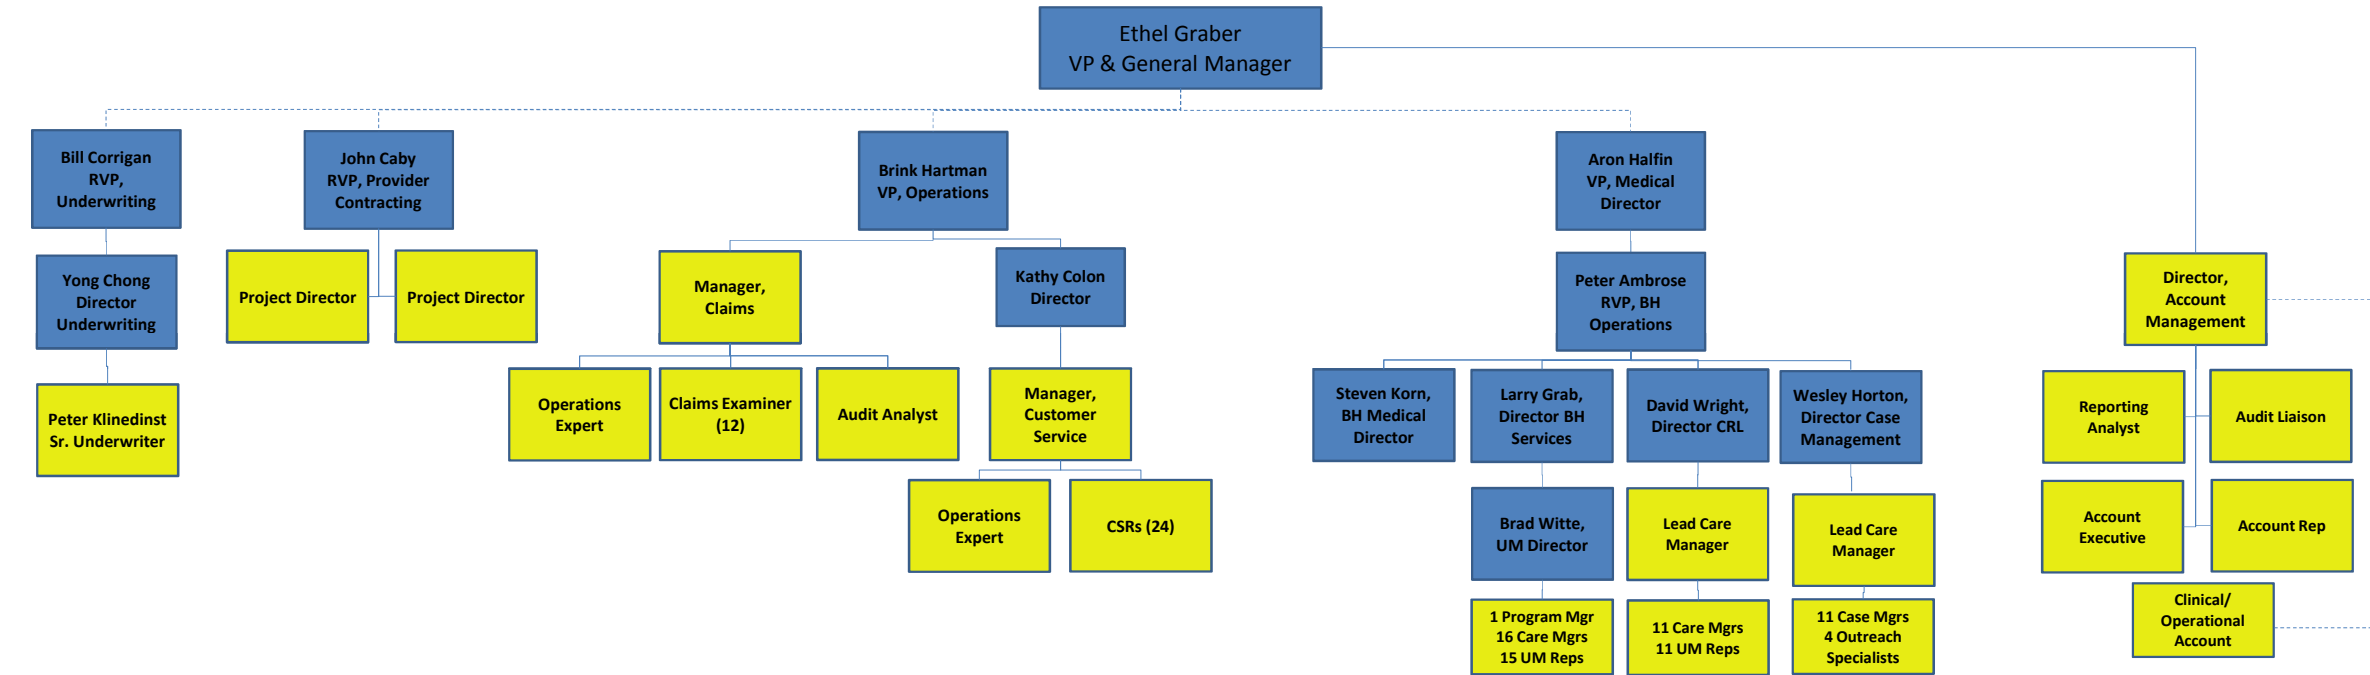 Ethel Graber
VP & General Manager
Bill Corrigan
RVP,
Underwriting
John Caby
RVP, Provider
Contracting
Brink Hartman
VP, Operations
Aron Halfin
VP, Medical
Director
Yong Chong
Director
Underwriting
Project Director
Project Director
Manager,
Claims
Kathy Colon
Director
Peter Ambrose
RVP, BH
Operations
Director,
Account
Management
Peter Klinedinst
Sr. Underwriter
Operations
Expert
Claims Examiner
(12)
Audit Analyst
Manager,
Customer
Service
Steven Korn,
BH Medical
Director
Larry Grab,
Director BH
Services
David Wright,
Director CRL
Wesley Horton,
Director Case
Management
Reporting
Analyst
Audit Liaison
Operations
Expert
CSRs (24)
Brad Witte,
UM Director
Lead Care
Manager
Lead Care
Manager
Account
Executive
Account Rep
1 Program Mgr
16 Care Mgrs
15 UM Reps
11 Care Mgrs
11 UM Reps
11 Case Mgrs
4 Outreach
Specialists
Clinical/
Operational
Account